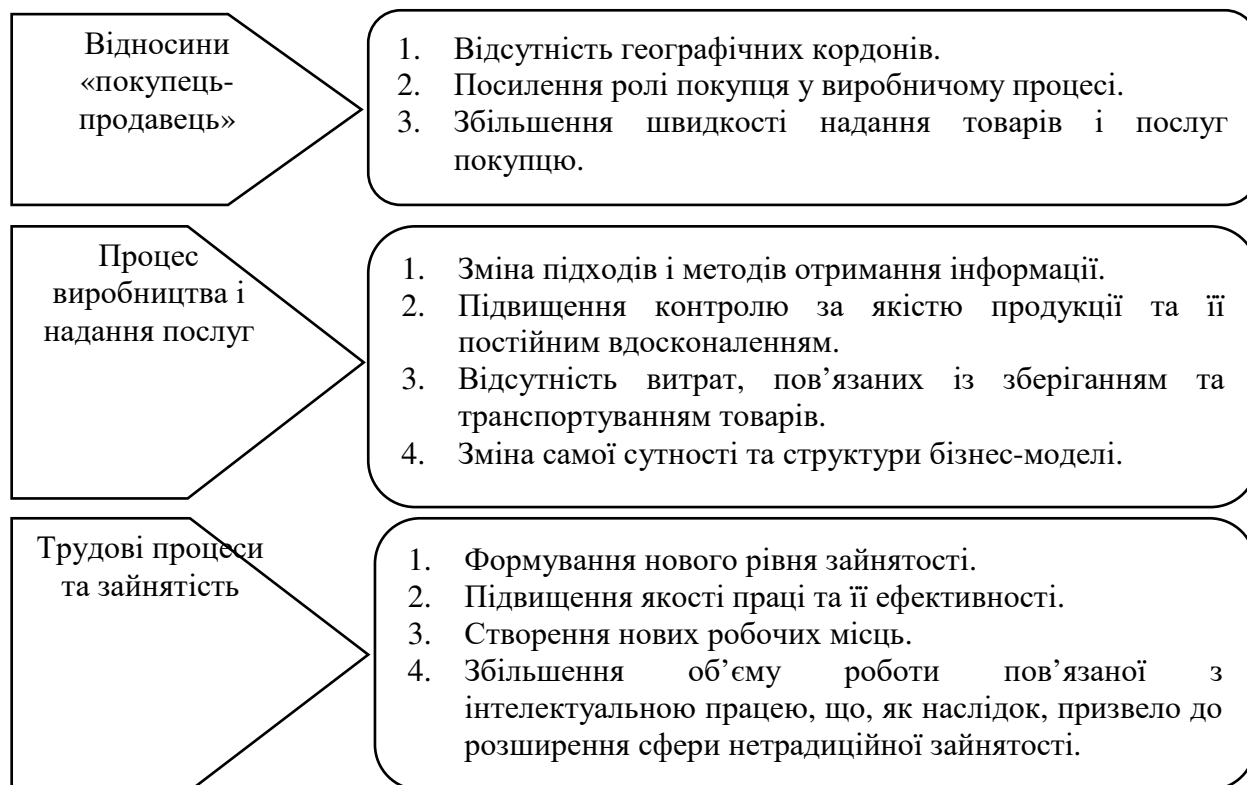 Відносини
«покупець-
продавець»
1. Відсутність географічних кордонів.
2. Посилення ролі покупця у виробничому процесі.
3. Збільшення швидкості надання товарів і послуг
покупцю.
Процес
виробництва і
надання послуг
1. Зміна підходів і методів отримання інформації.
2. Підвищення контролю за якістю продукції та її
постійним вдосконаленням.
3. Відсутність витрат, пов’язаних із зберіганням та
транспортуванням товарів.
4. Зміна самої сутності та структури бізнес-моделі.
Трудові процеси
та зайнятість
1. Формування нового рівня зайнятості.
2. Підвищення якості праці та її ефективності.
3. Створення нових робочих місць.
4. Збільшення об’єму роботи пов’язаної з
інтелектуальною працею, що, як наслідок, призвело до
розширення сфери нетрадиційної зайнятості.